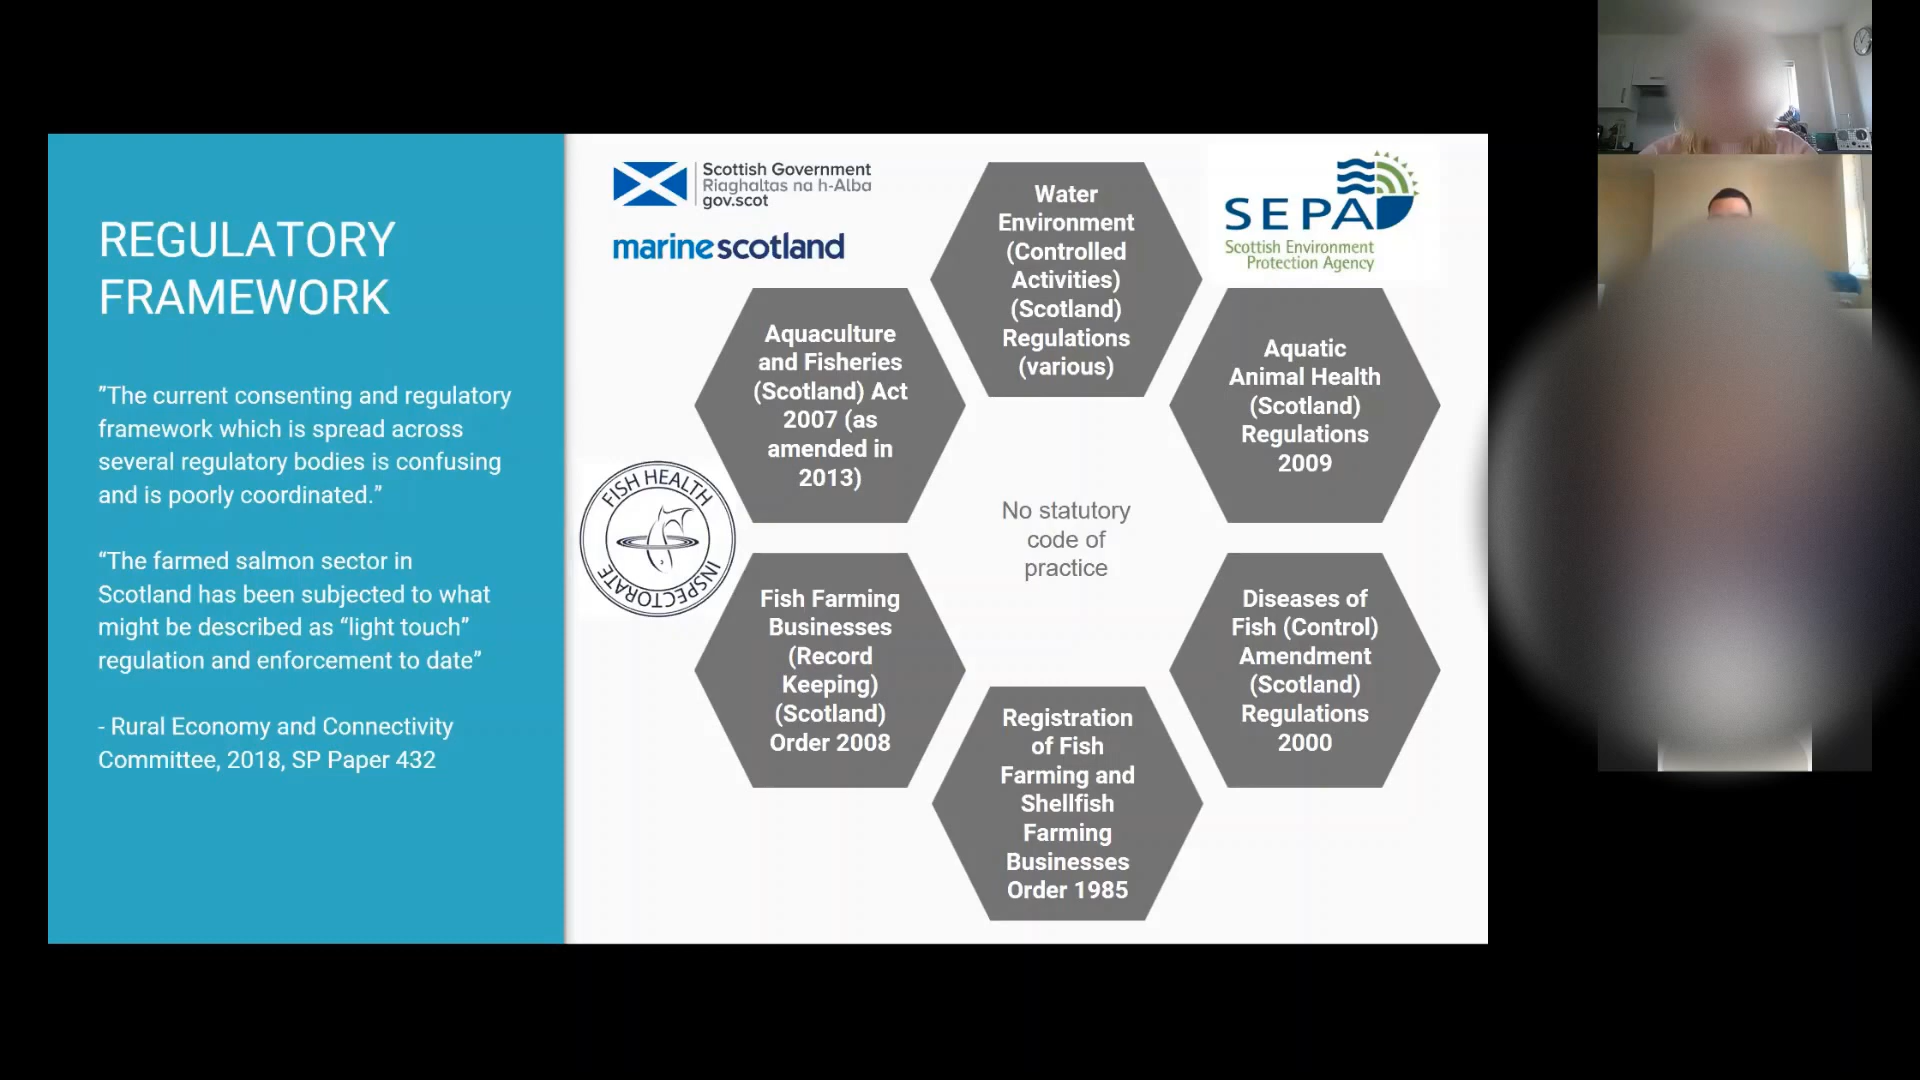 REGULATORY
FRAMEWORK
"The current consenting and regulatory
framework which is spread across
several regulatory bodies is confusing
and is poorly coordinated."
“The farmed salmon sector in
Scotland has been subjected to what
might be described as “light touch”
regulation and enforcement to date”
- Rural Economy and Connectivity
Committee, 2018, SP Paper 432
Scottish Government
Riaghaltas na h-Alba
gov.scot
marinescotland
Water
Environment
(Controlled
Activities)
(Scotland)
Regulations
(various)
SEPA
Scottish Environment
Protection Agency
Aquaculture
and Fisheries
(Scotland) Act
2007 (as
amended in
2013)
Aquatic
Animal Health
(Scotland)
Regulations
2009
FISH HEALTH
INSPECTORATE
No statutory
code of
practice
Fish Farming
Businesses
(Record
Keeping)
(Scotland)
Order 2008
Diseases of
Fish (Control)
Amendment
(Scotland)
Regulations
2000
Registration
of Fish
Farming and
Shellfish
Farming
Businesses
Order 1985